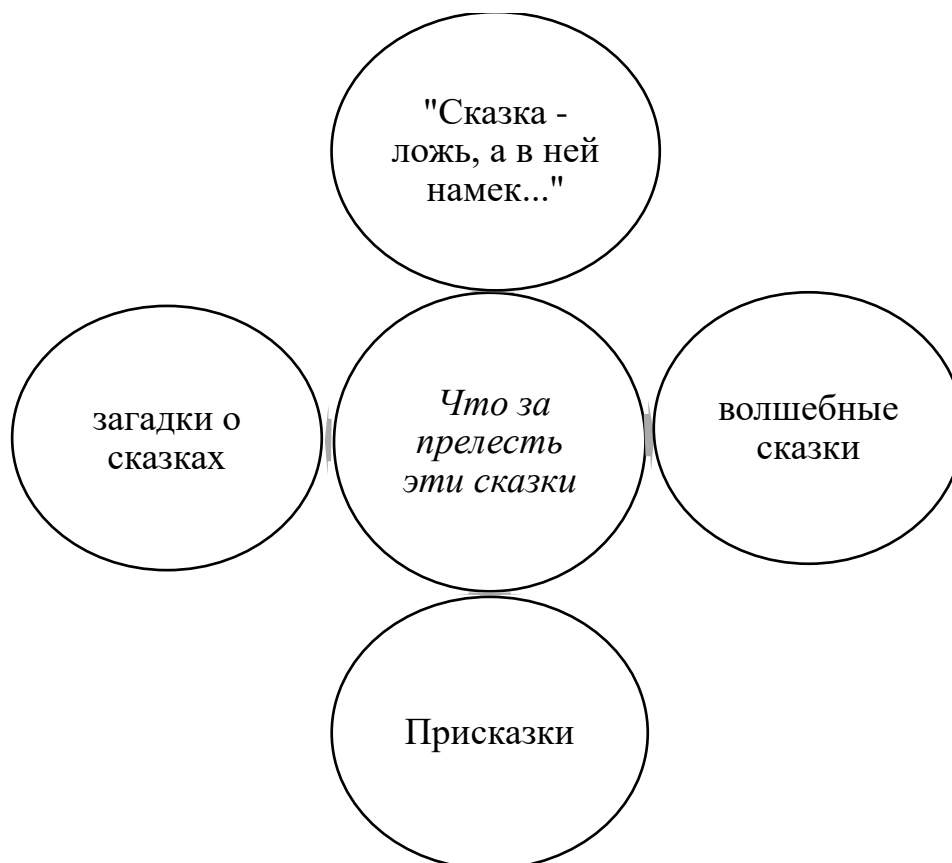 "Сказка -
ложь, а в ней
намек..."
загадки о
сказках
Что за
прелесть
эти сказки
волшебные
сказки
Присказки